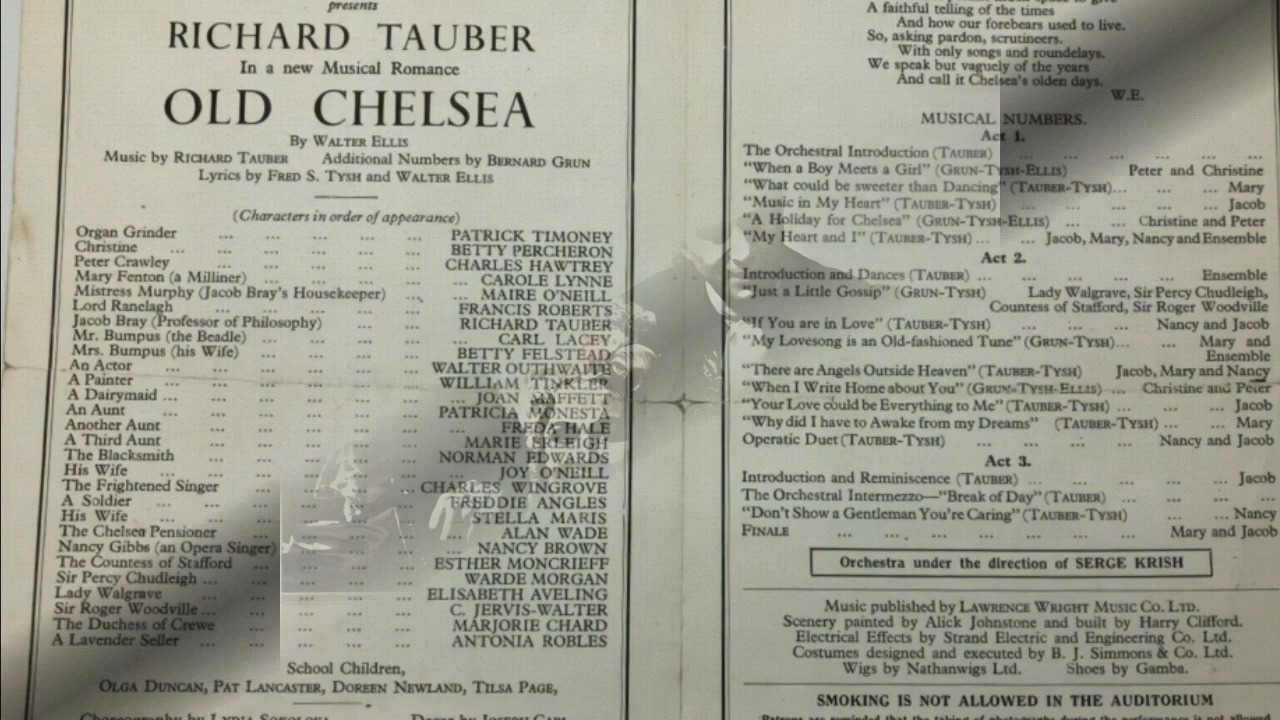 presents
RICHARD TAUBER
In a new Musical Romance
OLD CHELSEA
By WALTER ELLIS
Music by RICHARD TAUBER Additional Numbers by BERNARD GRUN
Lyrics by FRED S. TYSH and WALTER ELLIS
(Characters in order of appearance)
Organ Grinder ... ... ... ... ... PATRICK TIMONEY
Christine ... ... ... ... ... ... BETTY PERCHERON
Peter Crawley ... ... ... ... ... CHARLES HAWTREY
Mary Fenton (a Milliner) ... ... ... ... CAROLE LYNNE
Mistress Murphy (Jacob Bray's Housekeeper) ... ... MAIRE O'NEILL
Lord Ranelagh ... ... ... ... ... FRANCIS ROBERTS
Jacob Bray (Professor of Philosophy) ... ... RICHARD TAUBER
Mr. Bumpus (the Beadle) ... ... ... ... CARL LACEY
Mrs. Bumpus (his Wife) ... ... ... ... BETTY FELSTEAD
An Actor ... ... ... ... ... WALTER OUTHWAITE
A Painter ... ... ... ... ... WILLIAM TINKLER
A Dairymaid ... ... ... ... ... ... JOAN MAFFETT
An Aunt ... ... ... ... ... PATRICIA MONESTA
Another Aunt ... ... ... ... ... FREDA HALE
A Third Aunt ... ... ... ... ... MARIE ERLEIGH
The Blacksmith ... ... ... ... NORMAN EDWARDS
His Wife ... ... ... ... ... ... JOY O'NEILL
The Frightened Singer ... ... ... CHARLES WINGROVE
A Soldier ... ... ... ... ... FREDDIE ANGLES
His Wife ... ... ... ... ... ... STELLA MARIS
The Chelsea Pensioner ... ... ... ... ALAN WADE
Nancy Gibbs (an Opera Singer) ... ... ... NANCY BROWN
The Countess of Stafford ... ... ... ESTHER MONCRIEFF
Sir Percy Chudleigh ... ... ... ... WARDE MORGAN
Lady Walgrave ... ... ... ... ELISABETH AVELING
Sir Roger Woodville ... ... ... ... C. JERVIS-WALTER
The Duchess of Crewe ... ... ... MARJORIE CHARD
A Lavender Seller ... ... ... ... ANTONIA ROBLES
School Children,
OLGA DUNCAN, PAT LANCASTER, DOREEN NEWLAND, TILSA PAGE,
A faithful telling of the times
And how our forebears used to live.
So, asking pardon, scrutineers.
With only songs and roundelays.
We speak but vaguely of the years
And call it Chelsea's olden days.
W.E.
MUSICAL NUMBERS.
Act 1.
The Orchestral Introduction (TAUBER) ... ... ... ... ...
"When a Boy Meets a Girl" (GRUN-TYSH-ELLIS) Peter and Christine
"What could be sweeter than Dancing" (TAUBER-TYSH)... ... ... Mary
"Music in My Heart" (TAUBER-TYSH) ... ... ... ... Jacob
"A Holiday for Chelsea" (GRUN-TYSH-ELLIS) ... Christine and Peter
"My Heart and I" (TAUBER-TYSH) ... ... Jacob, Mary, Nancy and Ensemble
Act 2.
Introduction and Dances (TAUBER) ... ... ... ... Ensemble
"Just a Little Gossip" (GRUN-TYSH) Lady Walgrave, Sir Percy Chudleigh,
Countess of Stafford, Sir Roger Woodville
"If You are in Love" (TAUBER-TYSH) ... ... ... Nancy and Jacob
"My Lovesong is an Old-fashioned Tune" (GRUN-TYSH)... ... Mary and
Ensemble
"There are Angels Outside Heaven" (TAUBER-TYSH) Jacob, Mary and Nancy
"When I Write Home about You" (GRUN-TYSH-ELLIS) ... Christine and Peter
"Your Love could be Everything to Me" (TAUBER-TYSH) ... ... ... Jacob
"Why did I have to Awake from my Dreams" (TAUBER-TYSH) ... ... Mary
Operatic Duet (TAUBER-TYSH) ... ... ... ... Nancy and Jacob
Act 3.
Introduction and Reminiscence (TAUBER) ... ... ... ... Jacob
The Orchestral Intermezzo—"Break of Day" (TAUBER) ... ... ...
"Don't Show a Gentleman You're Caring" (TAUBER-TYSH) ... ... Nancy
FINALE ... ... ... ... ... ... Mary and Jacob
Orchestra under the direction of SERGE KRISH
Music published by LAWRENCE WRIGHT MUSIC CO. LTD.
Scenery painted by Alick Johnstone and built by Harry Clifford.
Electrical Effects by Strand Electric and Engineering Co. Ltd.
Costumes designed and executed by B. J. Simmons & Co. Ltd.
Wigs by Nathanwigs Ltd. Shoes by Gamba.
SMOKING IS NOT ALLOWED IN THE AUDITORIUM